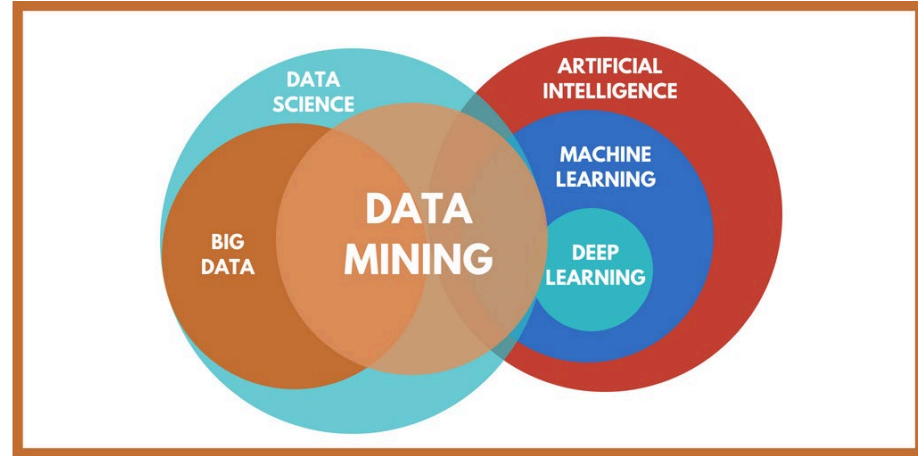 DATA
SCIENCE
BIG
DATA
DATA
MINING
ARTIFICIAL
INTELLIGENCE
MACHINE
LEARNING
DEEP
LEARNING